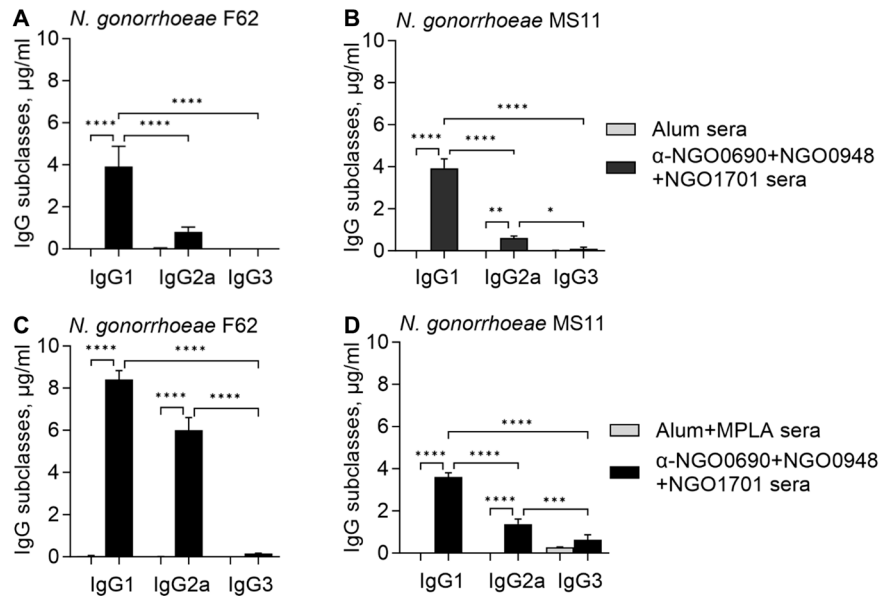 A N. gonorrhoeae F62
IgG subclasses, µg/ml
10
8
6
4
2
0
****
**** ****
IgG1 IgG2a IgG3
B N. gonorrhoeae MS11
IgG subclasses, µg/ml
10
8
6
4
2
0
****
**** ****
** *
IgG1 IgG2a IgG3
Alum sera
α-NGO0690+NGO0948
+NGO1701 sera
C N. gonorrhoeae F62
IgG subclasses, µg/ml
10
8
6
4
2
0
**** ****
**** ****
IgG1 IgG2a IgG3
D N. gonorrhoeae MS11
IgG subclasses, µg/ml
10
8
6
4
2
0
****
**** ****
**** ***
IgG1 IgG2a IgG3
Alum+MPLA sera
α-NGO0690+NGO0948
+NGO1701 sera